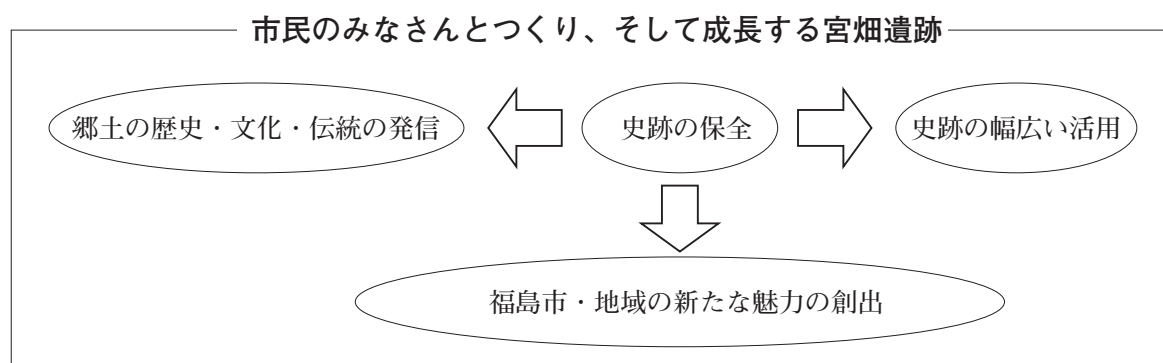 市民のみなさんとつくり、そして成長する宮畑遺跡
郷土の歴史・文化・伝統の発信
史跡の保全
史跡の幅広い活用
福島市・地域の新たな魅力の創出